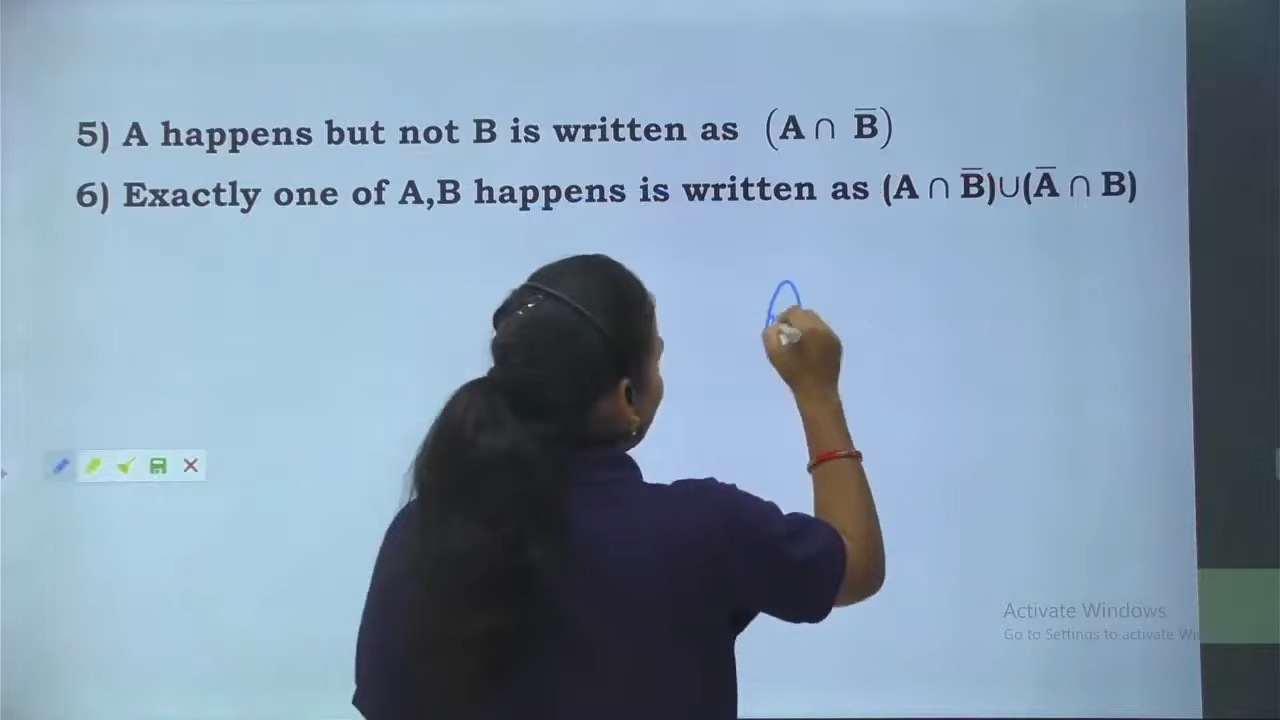 5) A happens but not B is written as (A ∩ B̅)
6) Exactly one of A,B happens is written as (A ∩ B̅)∪(A̅ ∩ B)
Activate Windows
Go to Settings to activate Wi